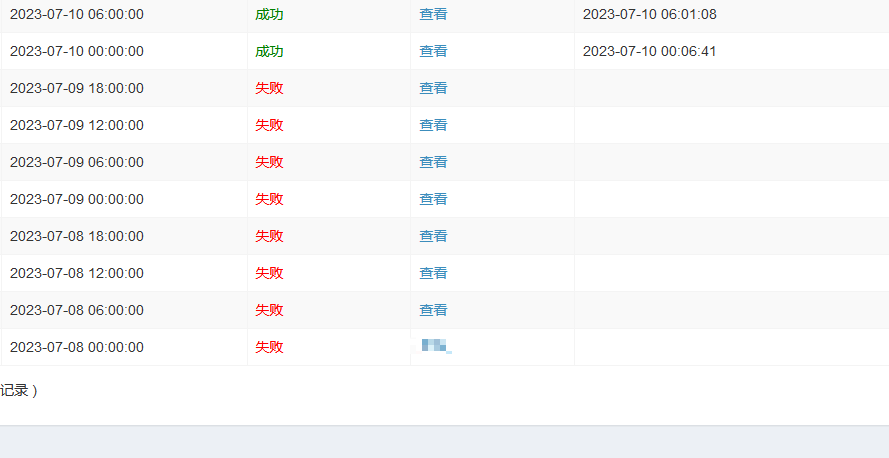 2023-07-10 06:00:00 成功 查看 2023-07-10 06:01:08
2023-07-10 00:00:00 成功 查看 2023-07-10 00:06:41
2023-07-09 18:00:00 失败 查看
2023-07-09 12:00:00 失败 查看
2023-07-09 06:00:00 失败 查看
2023-07-09 00:00:00 失败 查看
2023-07-08 18:00:00 失败 查看
2023-07-08 12:00:00 失败 查看
2023-07-08 06:00:00 失败 查看
2023-07-08 00:00:00 失败
记录 )